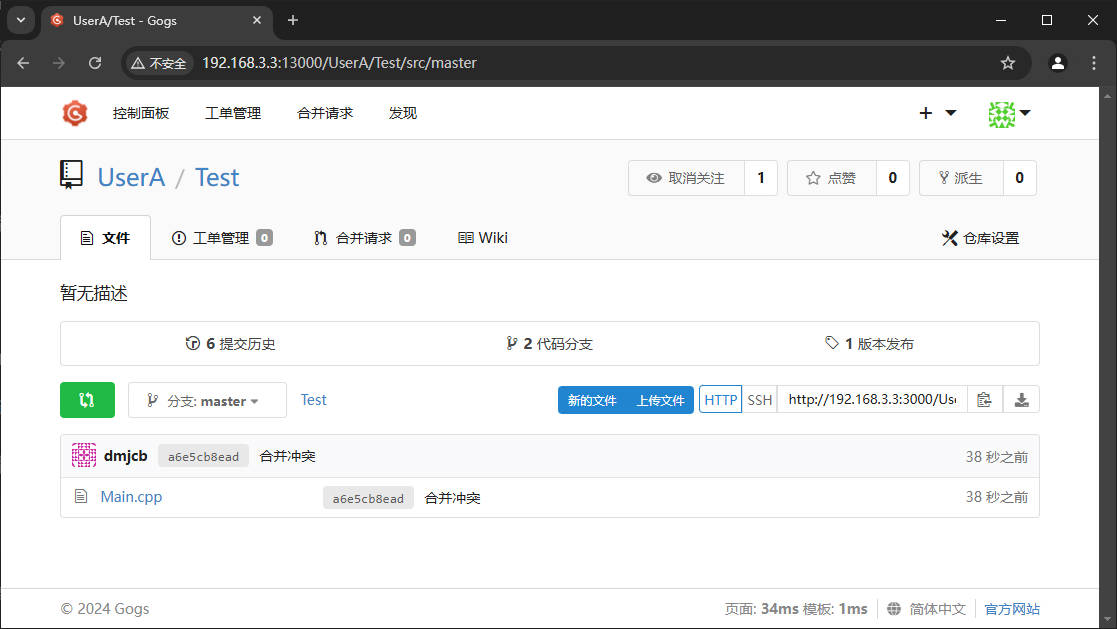 UserA/Test - Gogs
不安全 192.168.3.3:13000/UserA/Test/src/master
控制面板 工单管理 合并请求 发现
UserA / Test 取消关注 1 点赞 0 派生 0
文件 工单管理 0 合并请求 0 Wiki 仓库设置
暂无描述
6 提交历史 2 代码分支 1 版本发布
分支: master Test 新的文件 上传文件 HTTP SSH http://192.168.3.3:3000/Use
dmjcb a6e5cb8ead 合并冲突 38 秒之前
Main.cpp a6e5cb8ead 合并冲突 38 秒之前
© 2024 Gogs 页面: 34ms 模板: 1ms 简体中文 官方网站